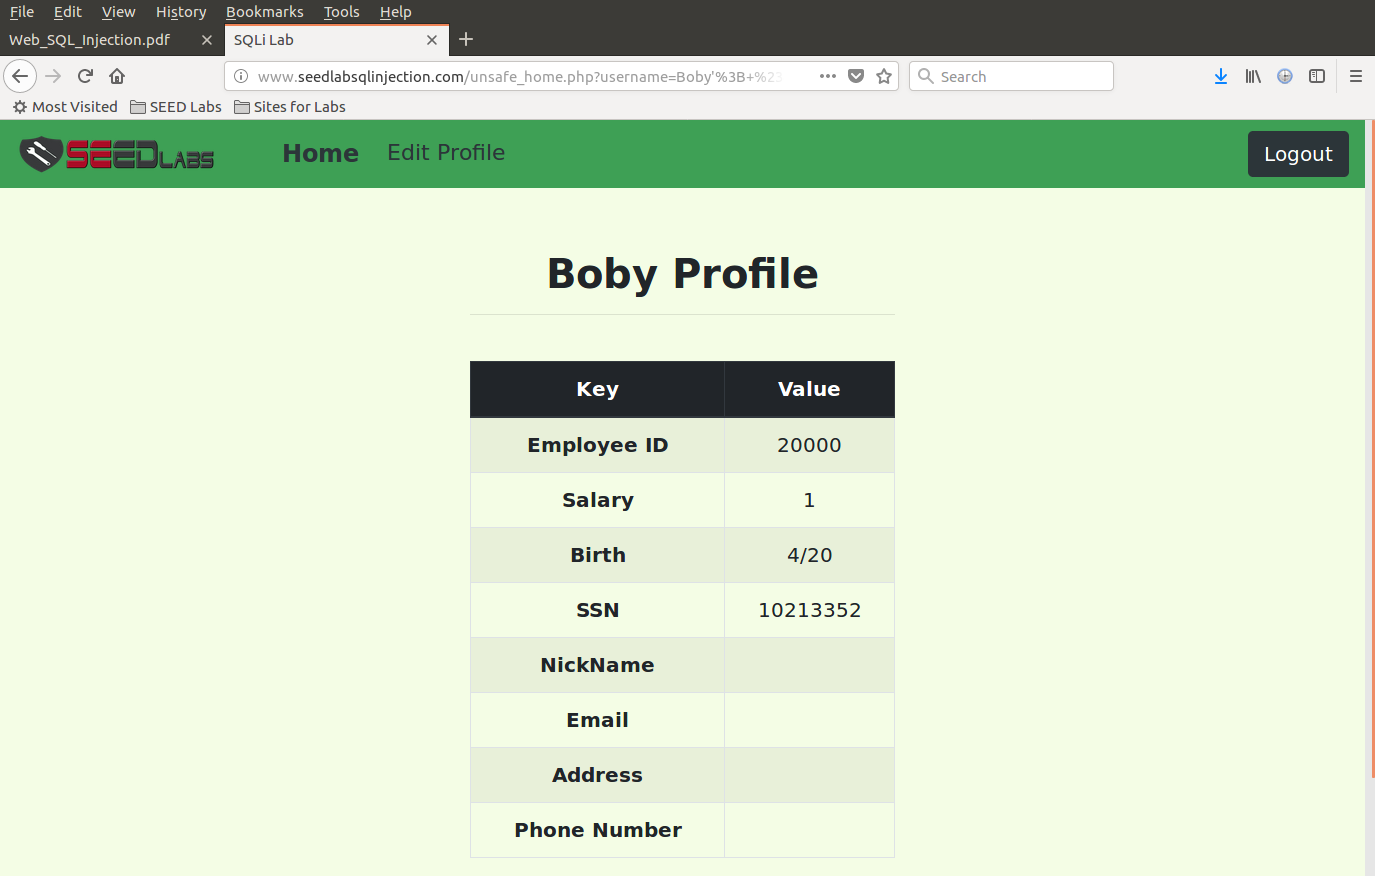 File Edit View History Bookmarks Tools Help
Web_SQL_Injection.pdf SQLi Lab
www.seedlabsqlinjection.com/unsafe_home.php?username=Boby'%3B+%23 Search
Most Visited SEED Labs Sites for Labs
SEEDLABS Home Edit Profile Logout
Boby Profile
Key Value
Employee ID 20000
Salary 1
Birth 4/20
SSN 10213352
NickName
Email
Address
Phone Number